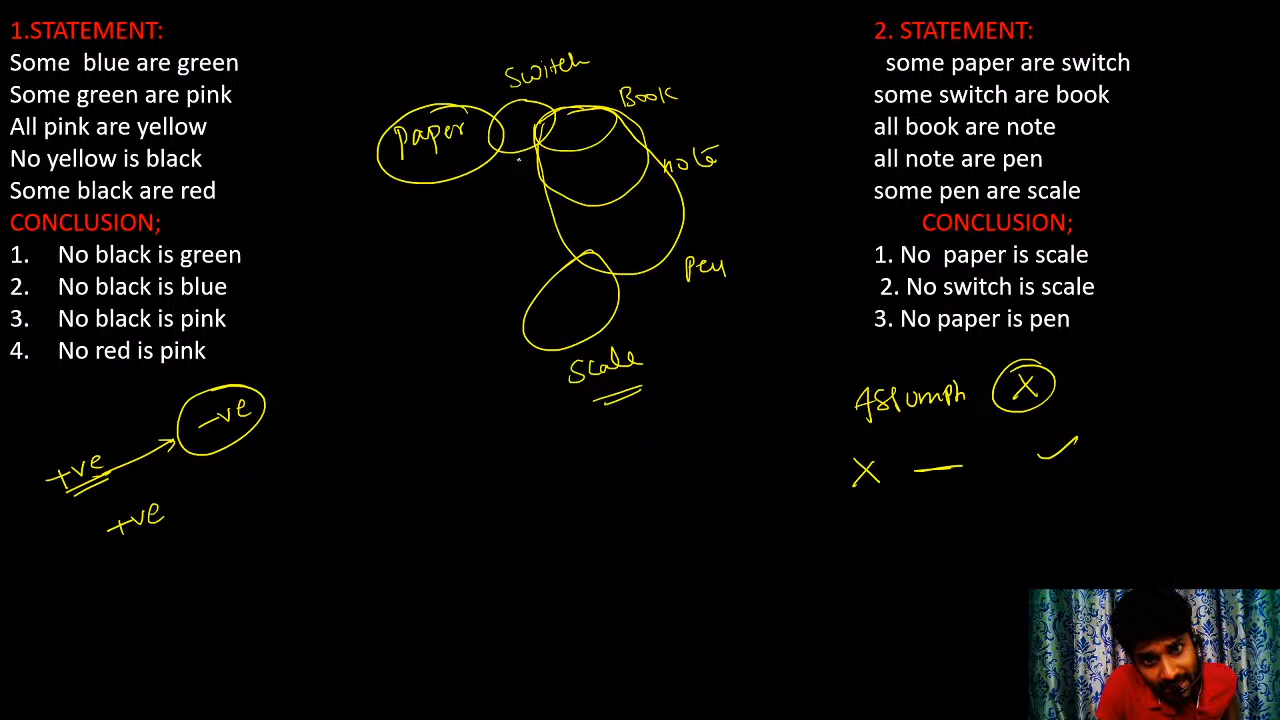 1.STATEMENT:
Some blue are green
Some green are pink
All pink are yellow
No yellow is black
Some black are red
CONCLUSION;
1. No black is green
2. No black is blue
3. No black is pink
4. No red is pink
+ve
-ve
+ve
Switch
Book
paper
note
pen
Scale
2. STATEMENT:
some paper are switch
some switch are book
all book are note
all note are pen
some pen are scale
CONCLUSION;
1. No paper is scale
2. No switch is scale
3. No paper is pen
X
X — ✓